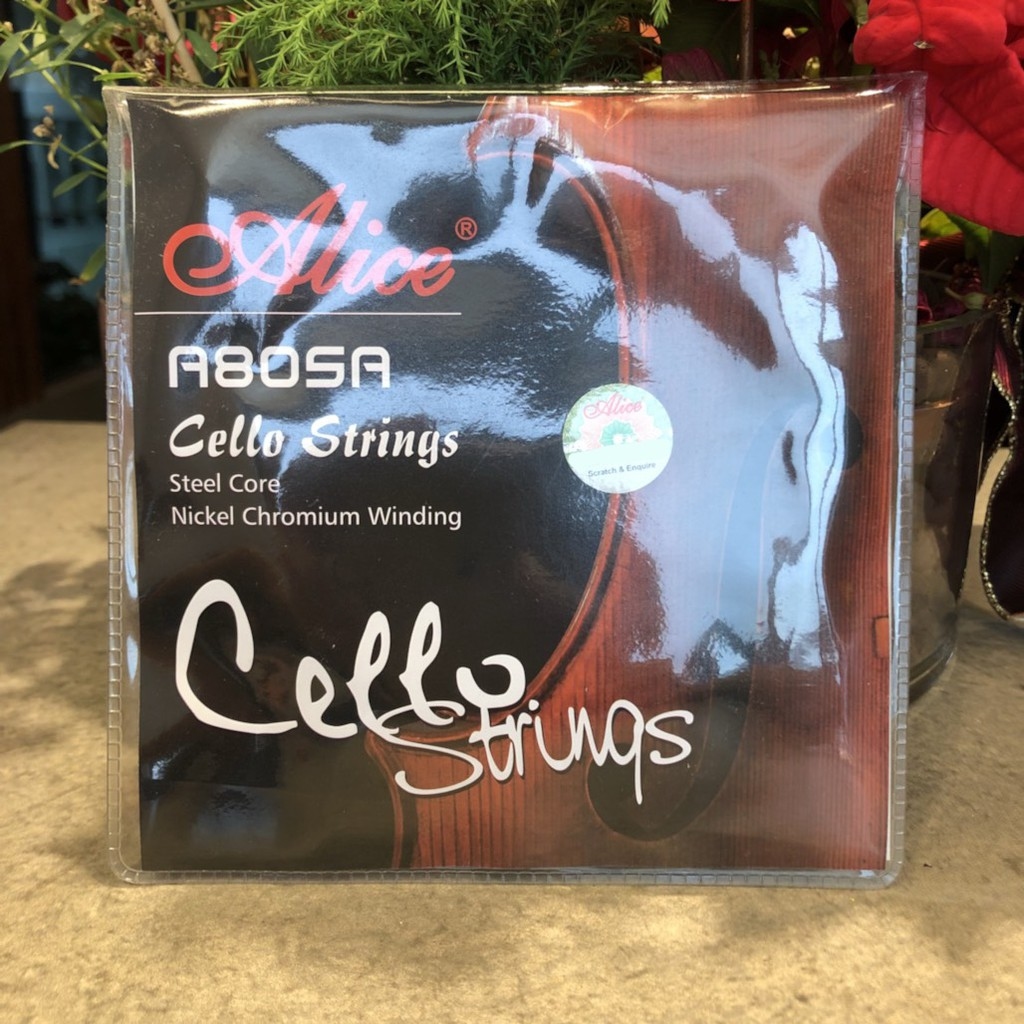 Alice®
A805A
Cello Strings
Steel Core
Nickel Chromium Winding
Alice
Scratch & Enquire
Cello
Strings